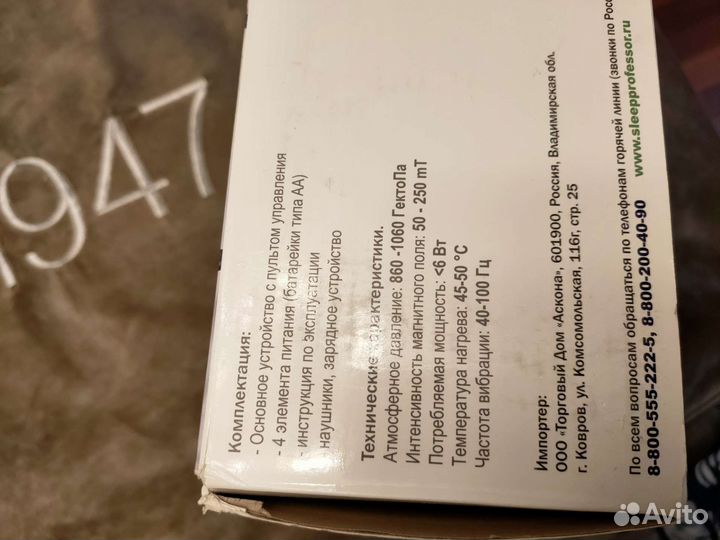 Комплектация:
- Основное устройство с пультом управления
- 4 элемента питания (батарейки типа АА)
- инструкция по эксплуатации
наушники, зарядное устройство
Технические характеристики.
Атмосферное давление: 860 -1060 ГектоПа
Интенсивность магнитного поля: 50 - 250 mT
Потребляемая мощность: <6 Вт
Температура нагрева: 45-50 °C
Частота вибрации: 40-100 Гц
Импортер:
ООО «Торговый Дом «Аскона», 601900, Россия, Владимирская обл.
г. Ковров, ул. Комсомольская, 116г, стр. 25
По всем вопросам обращаться по телефонам горячей линии (звонки по Росс
8-800-555-222-5, 8-800-200-40-90 www.sleepprofessor.ru
947
Avito